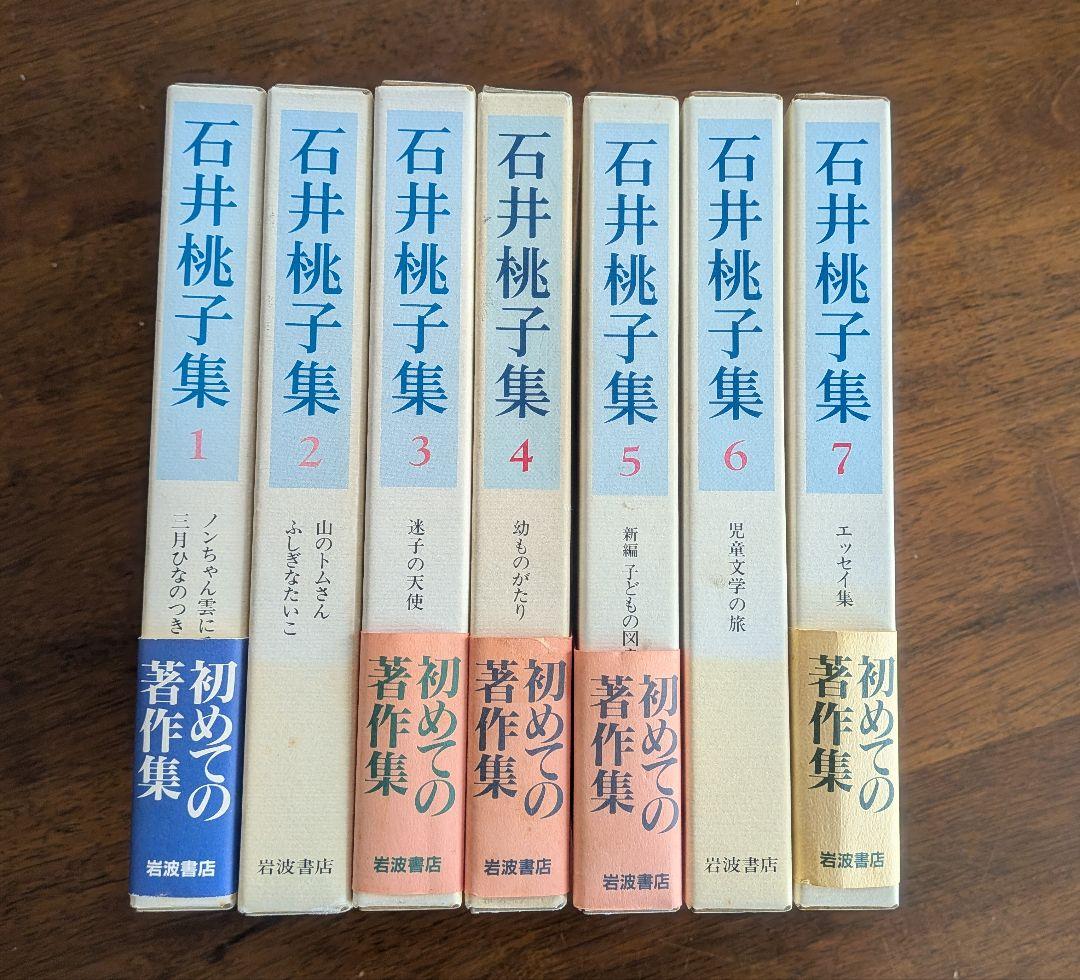 石井桃子集
1
ノンちゃん雲に
三月ひなのつき
初めての
著作集
岩波書店
石井桃子集
2
山のトムさん
ふしぎなたいこ
岩波書店
石井桃子集
3
迷子の天使
初めての
著作集
岩波書店
石井桃子集
4
幼ものがたり
初めての
著作集
岩波書店
石井桃子集
5
新編 子どもの図
初めての
著作集
岩波書店
石井桃子集
6
児童文学の旅
岩波書店
石井桃子集
7
エッセイ集
初めての
著作集
岩波書店